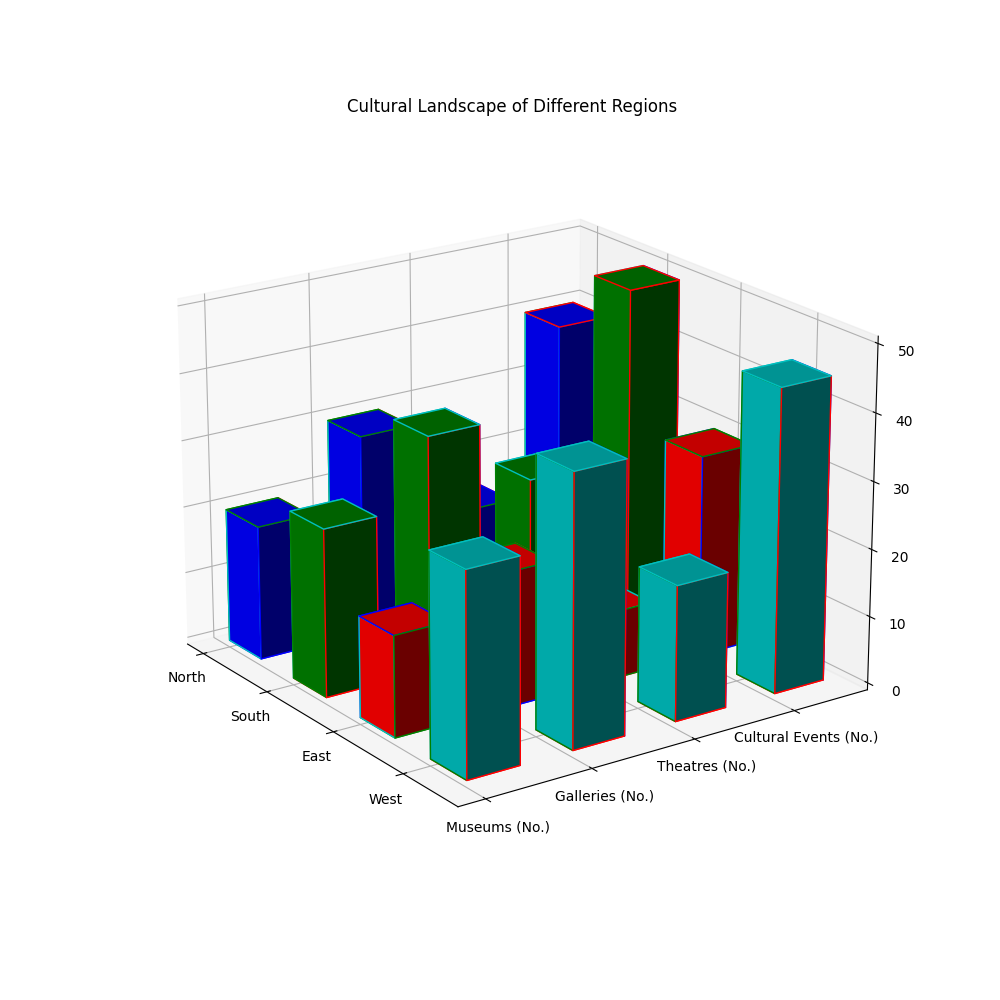 Cultural Landscape of Different Regions
50
40
30
20
10
0
North
South
East
West
Cultural Events (No.)
Theatres (No.)
Galleries (No.)
Museums (No.)